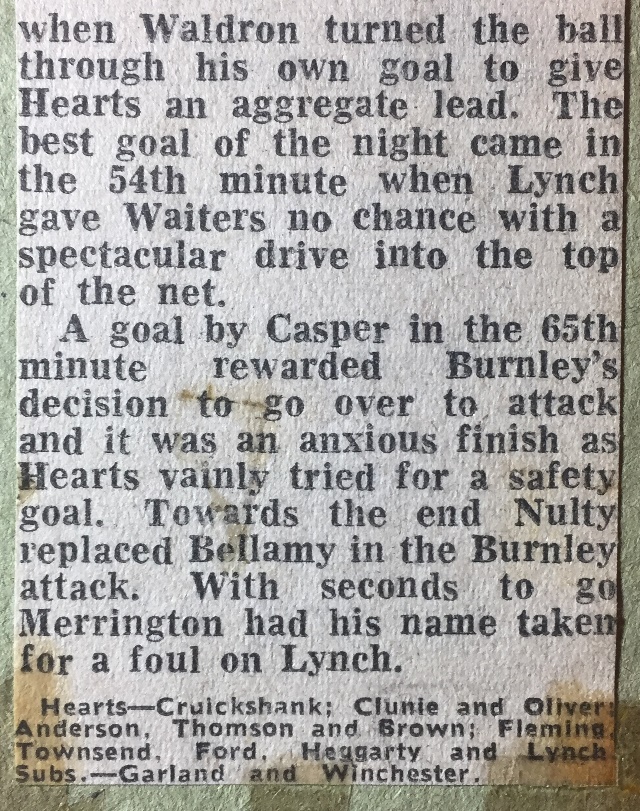 when Waldron turned the ball
through his own goal to give
Hearts an aggregate lead. The
best goal of the night came in
the 54th minute when Lynch
gave Waiters no chance with a
spectacular drive into the top
of the net.
A goal by Casper in the 65th
minute rewarded Burnley's
decision to go over to attack
and it was an anxious finish as
Hearts vainly tried for a safety
goal. Towards the end Nulty
replaced Bellamy in the Burnley
attack. With seconds to go
Merrington had his name taken
for a foul on Lynch.
Hearts—Cruickshank; Clunie and Oliver;
Anderson, Thomson and Brown; Fleming,
Townsend, Ford, Heggarty and Lynch
Subs.—Garland and Winchester.